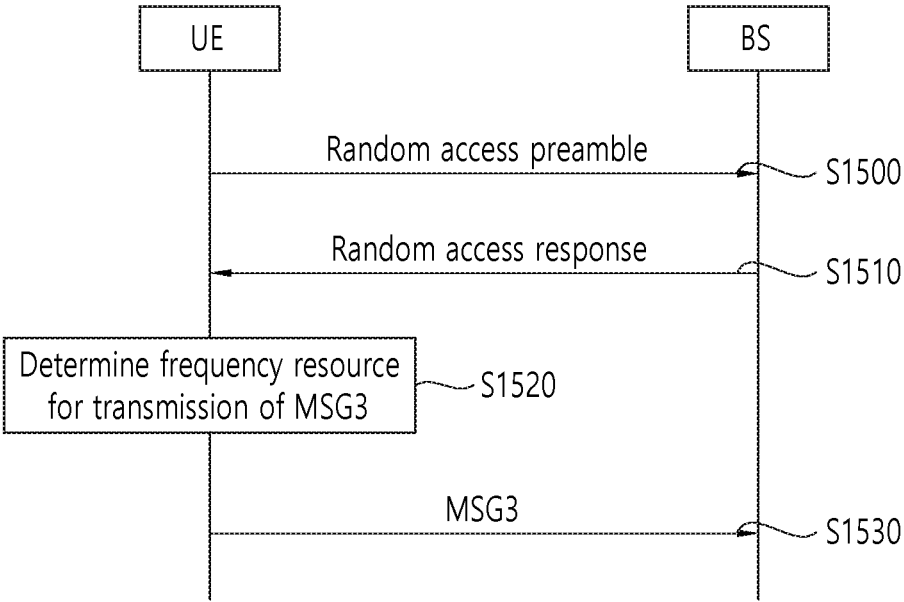 UE
BS
Random access preamble
S1500
Random access response
S1510
Determine frequency resource
for transmission of MSG3
S1520
MSG3
S1530